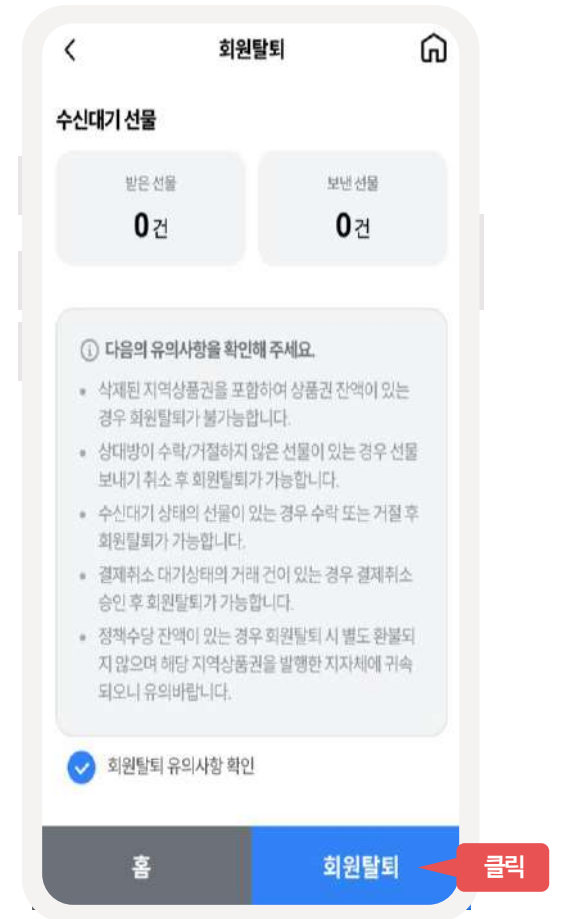 회원탈퇴
수신대기 선물
받은 선물
보낸 선물
0건
0건
다음의 유의사항을 확인해 주세요.
삭제된 지역상품권을 포함하여 상품권 잔액이 있는
경우 회원탈퇴가 불가능합니다.
상대방이 수락/거절하지 않은 선물이 있는 경우 선물
보내기 취소 후 회원탈퇴가 가능합니다.
수신대기 상태의 선물이 있는 경우 수락 또는 거절 후
회원탈퇴가 가능합니다.
결제취소 대기상태의 거래 건이 있는 경우 결제취소
승인 후 회원탈퇴가 가능합니다.
정책수당 잔액이 있는 경우 회원탈퇴 시 별도 환불되
지 않으며 해당 지역상품권을 발행한 지자체에 귀속
되오니 유의바랍니다.
회원탈퇴 유의사항 확인
홈
회원탈퇴
클릭